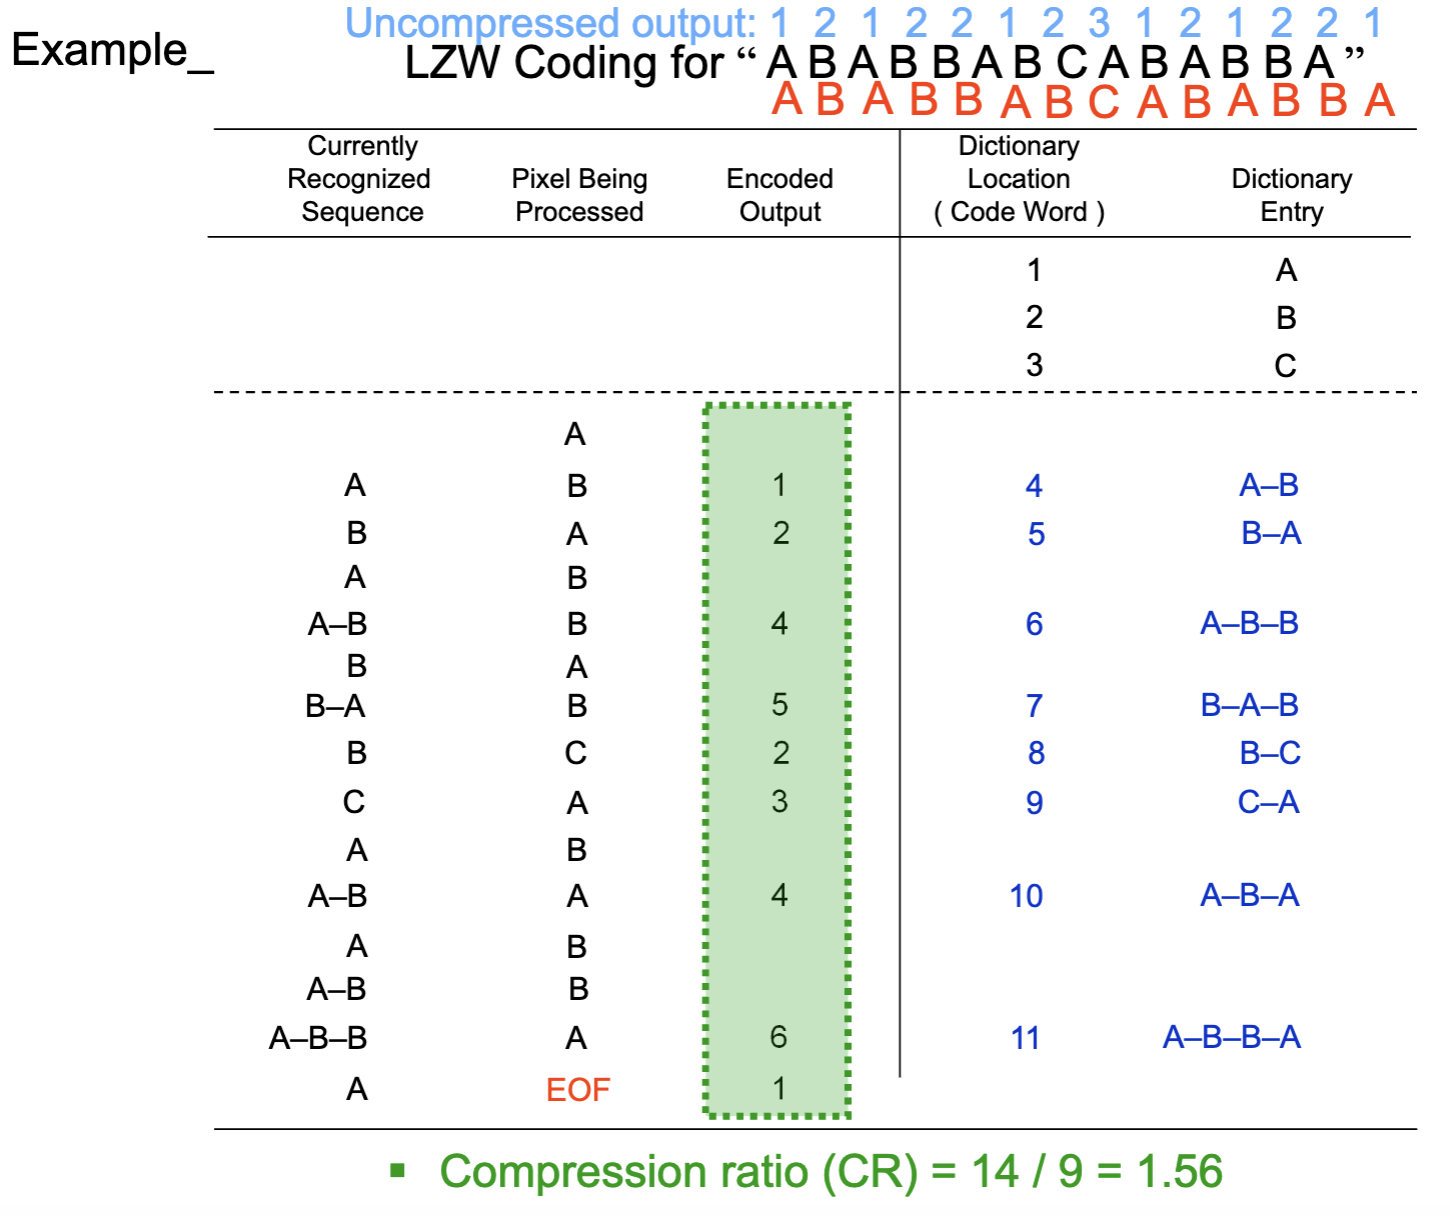 Uncompressed output: 1 2 1 2 2 1 2 3 1 2 1 2 2 1
Example_
LZW Coding for “ A B A B B A B C A B A B B A ”
A B A B B A B C A B A B B A
Currently Recognized Sequence Pixel Being Processed Encoded Output Dictionary Location ( Code Word ) Dictionary Entry
1 A
2 B
3 C
A
A B 1 4 A–B
B A 2 5 B–A
A B
A–B B 4 6 A–B–B
B A
B–A B 5 7 B–A–B
B C 2 8 B–C
C A 3 9 C–A
A B
A–B A 4 10 A–B–A
A B
A–B B
A–B–B A 6 11 A–B–B–A
A EOF 1
▪ Compression ratio (CR) = 14 / 9 = 1.56